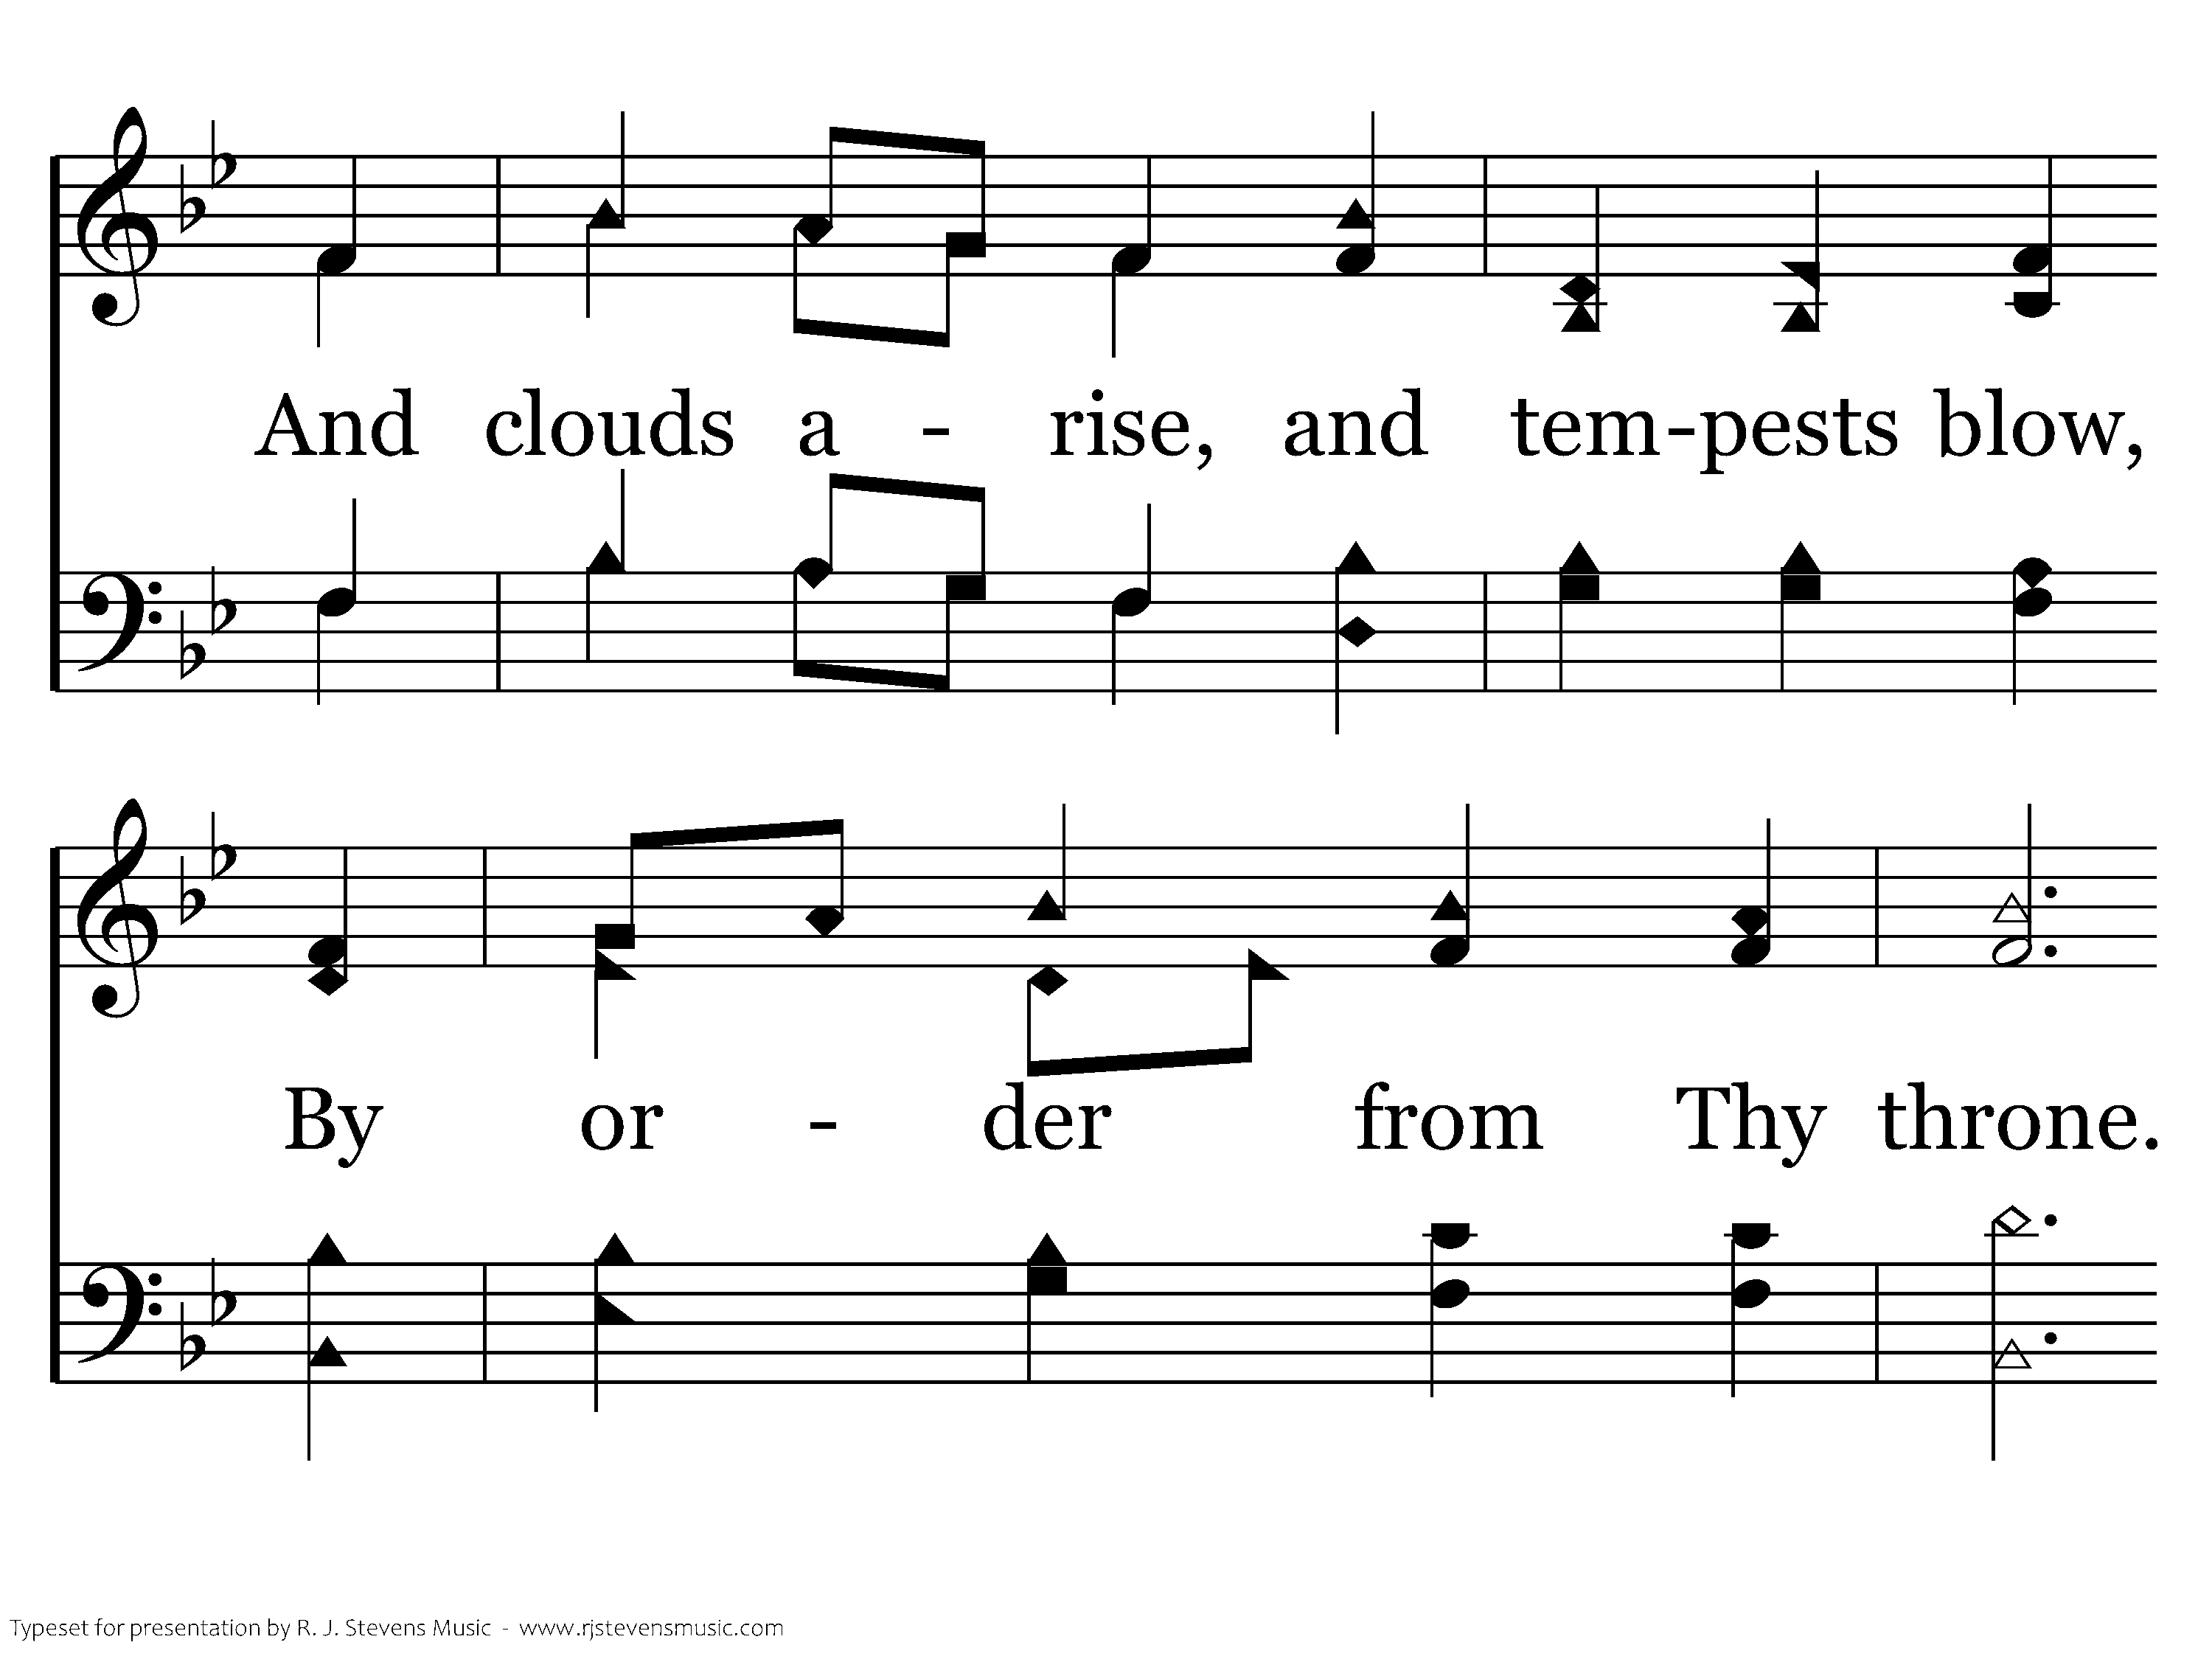 And clouds a - rise, and tem-pests blow,
By or - der from Thy throne.
Typeset for presentation by R. J. Stevens Music - www.rjstevensmusic.com